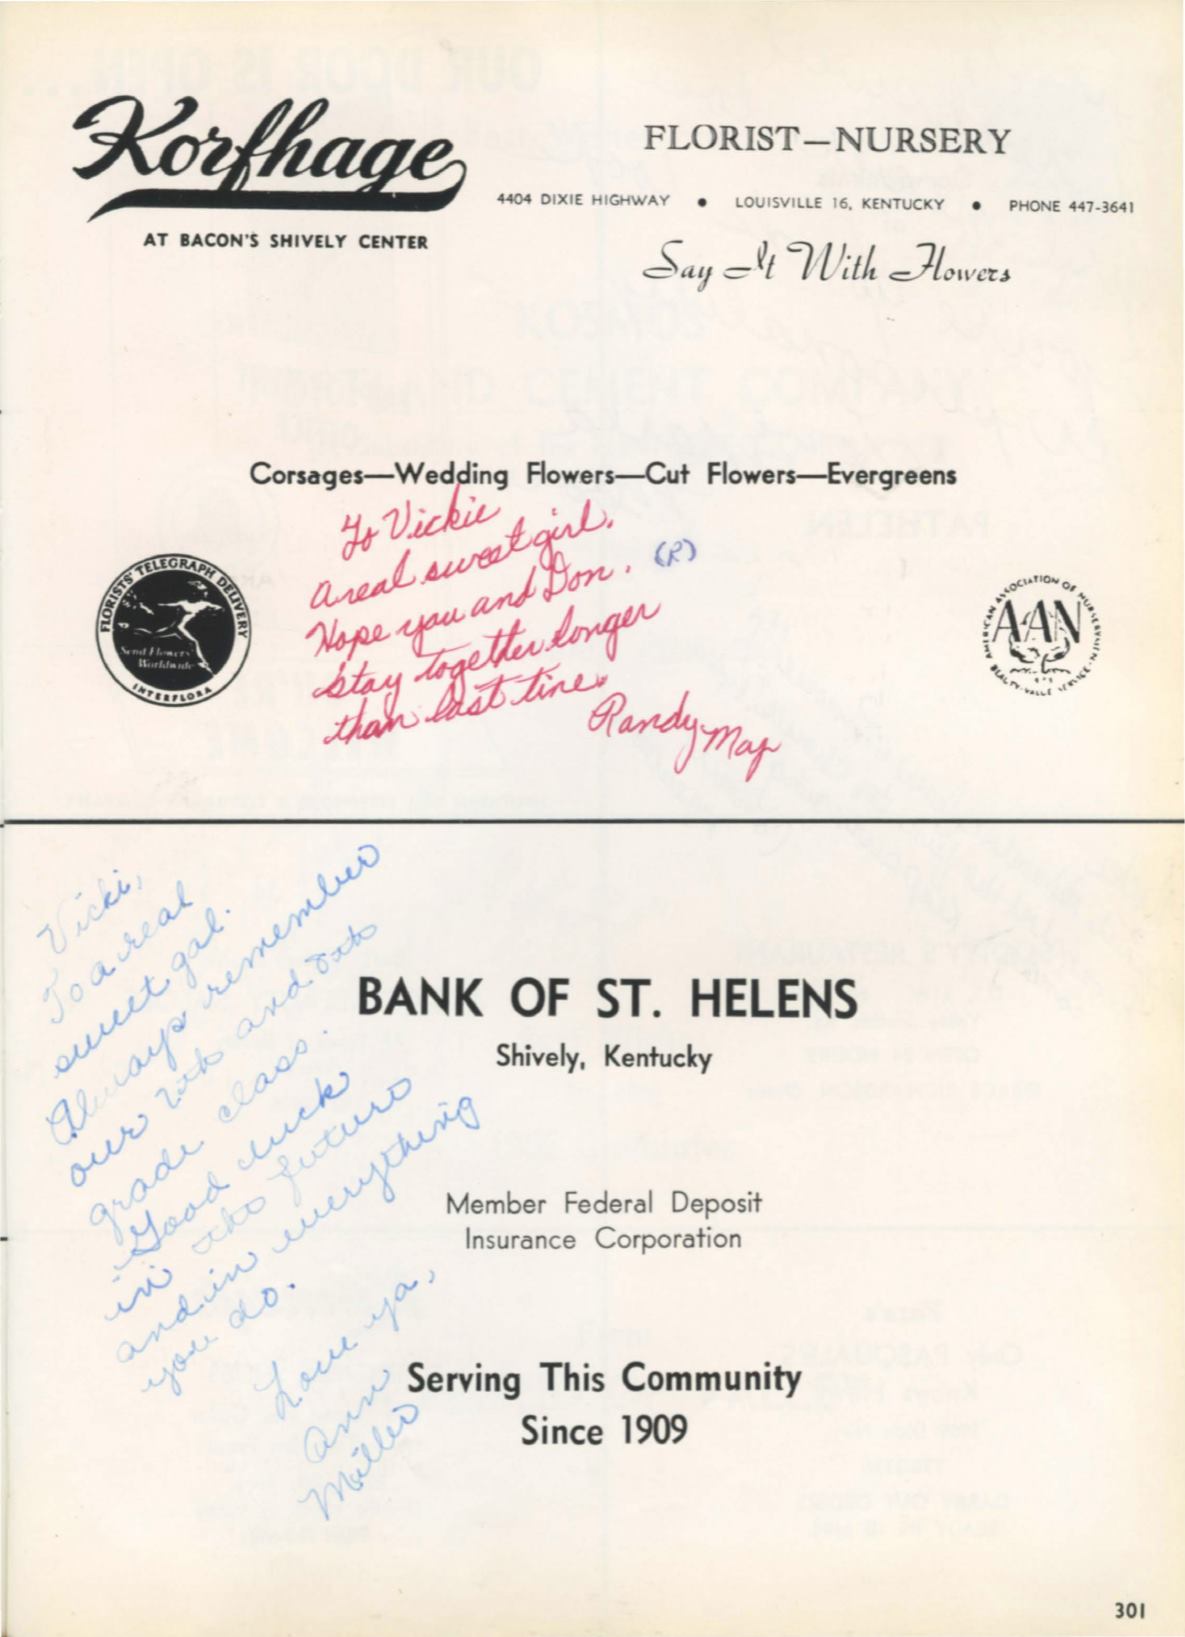 Korfhage
AT BACON'S SHIVELY CENTER
FLORIST—NURSERY
4404 DIXIE HIGHWAY • LOUISVILLE 16, KENTUCKY • PHONE 447-3641
Say It With Flowers
Corsages—Wedding Flowers—Cut Flowers—Evergreens
To Vickie
A real sweet girl.
Hope you and Don. (R)
stay together longer
than last time.
Randy May
FLORISTS' TELEGRAPH DELIVERY
Send Flowers
Worldwide
INTERFLORA
AMERICAN ASSOCIATION OF NURSERYMEN
AAN
BEAUTY-VALUE SERVICE
Vicki,
To a real
sweet gal.
Always remember
our 7th and 8th
grade class.
Good luck
in the future
and in everything
you do.
Love ya,
Ann
Miller
BANK OF ST. HELENS
Shively, Kentucky
Member Federal Deposit
Insurance Corporation
Serving This Community
Since 1909
301